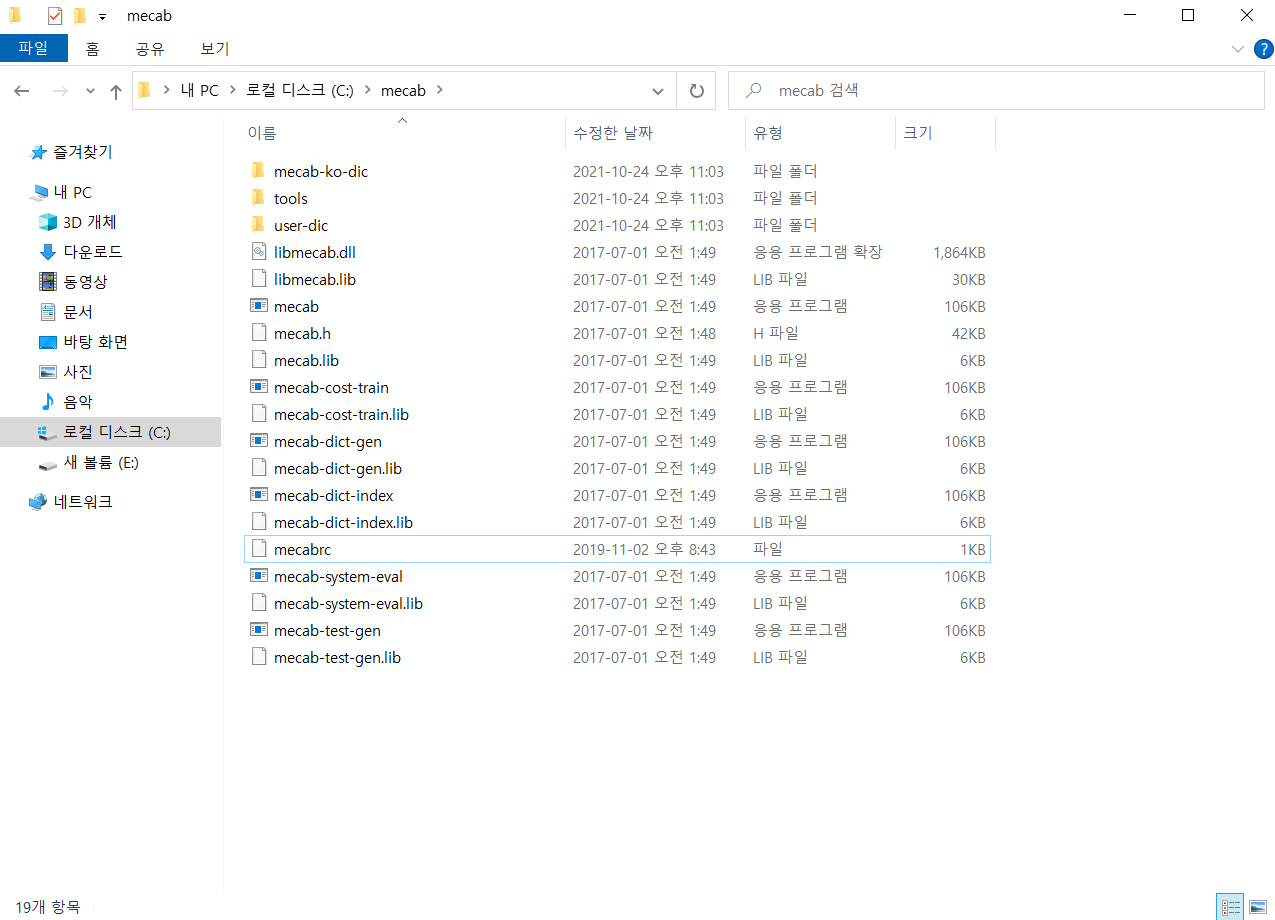 mecab
파일 홈 공유 보기
내 PC 로컬 디스크 (C:) mecab mecab 검색
이름 수정한 날짜 유형 크기
즐겨찾기
내 PC
3D 개체
다운로드
동영상
문서
바탕 화면
사진
음악
로컬 디스크 (C:)
새 볼륨 (E:)
네트워크
mecab-ko-dic 2021-10-24 오후 11:03 파일 폴더
tools 2021-10-24 오후 11:03 파일 폴더
user-dic 2021-10-24 오후 11:03 파일 폴더
libmecab.dll 2017-07-01 오전 1:49 응용 프로그램 확장 1,864KB
libmecab.lib 2017-07-01 오전 1:49 LIB 파일 30KB
mecab 2017-07-01 오전 1:49 응용 프로그램 106KB
mecab.h 2017-07-01 오전 1:48 H 파일 42KB
mecab.lib 2017-07-01 오전 1:49 LIB 파일 6KB
mecab-cost-train 2017-07-01 오전 1:49 응용 프로그램 106KB
mecab-cost-train.lib 2017-07-01 오전 1:49 LIB 파일 6KB
mecab-dict-gen 2017-07-01 오전 1:49 응용 프로그램 106KB
mecab-dict-gen.lib 2017-07-01 오전 1:49 LIB 파일 6KB
mecab-dict-index 2017-07-01 오전 1:49 응용 프로그램 106KB
mecab-dict-index.lib 2017-07-01 오전 1:49 LIB 파일 6KB
mecabrc 2019-11-02 오후 8:43 파일 1KB
mecab-system-eval 2017-07-01 오전 1:49 응용 프로그램 106KB
mecab-system-eval.lib 2017-07-01 오전 1:49 LIB 파일 6KB
mecab-test-gen 2017-07-01 오전 1:49 응용 프로그램 106KB
mecab-test-gen.lib 2017-07-01 오전 1:49 LIB 파일 6KB
19개 항목